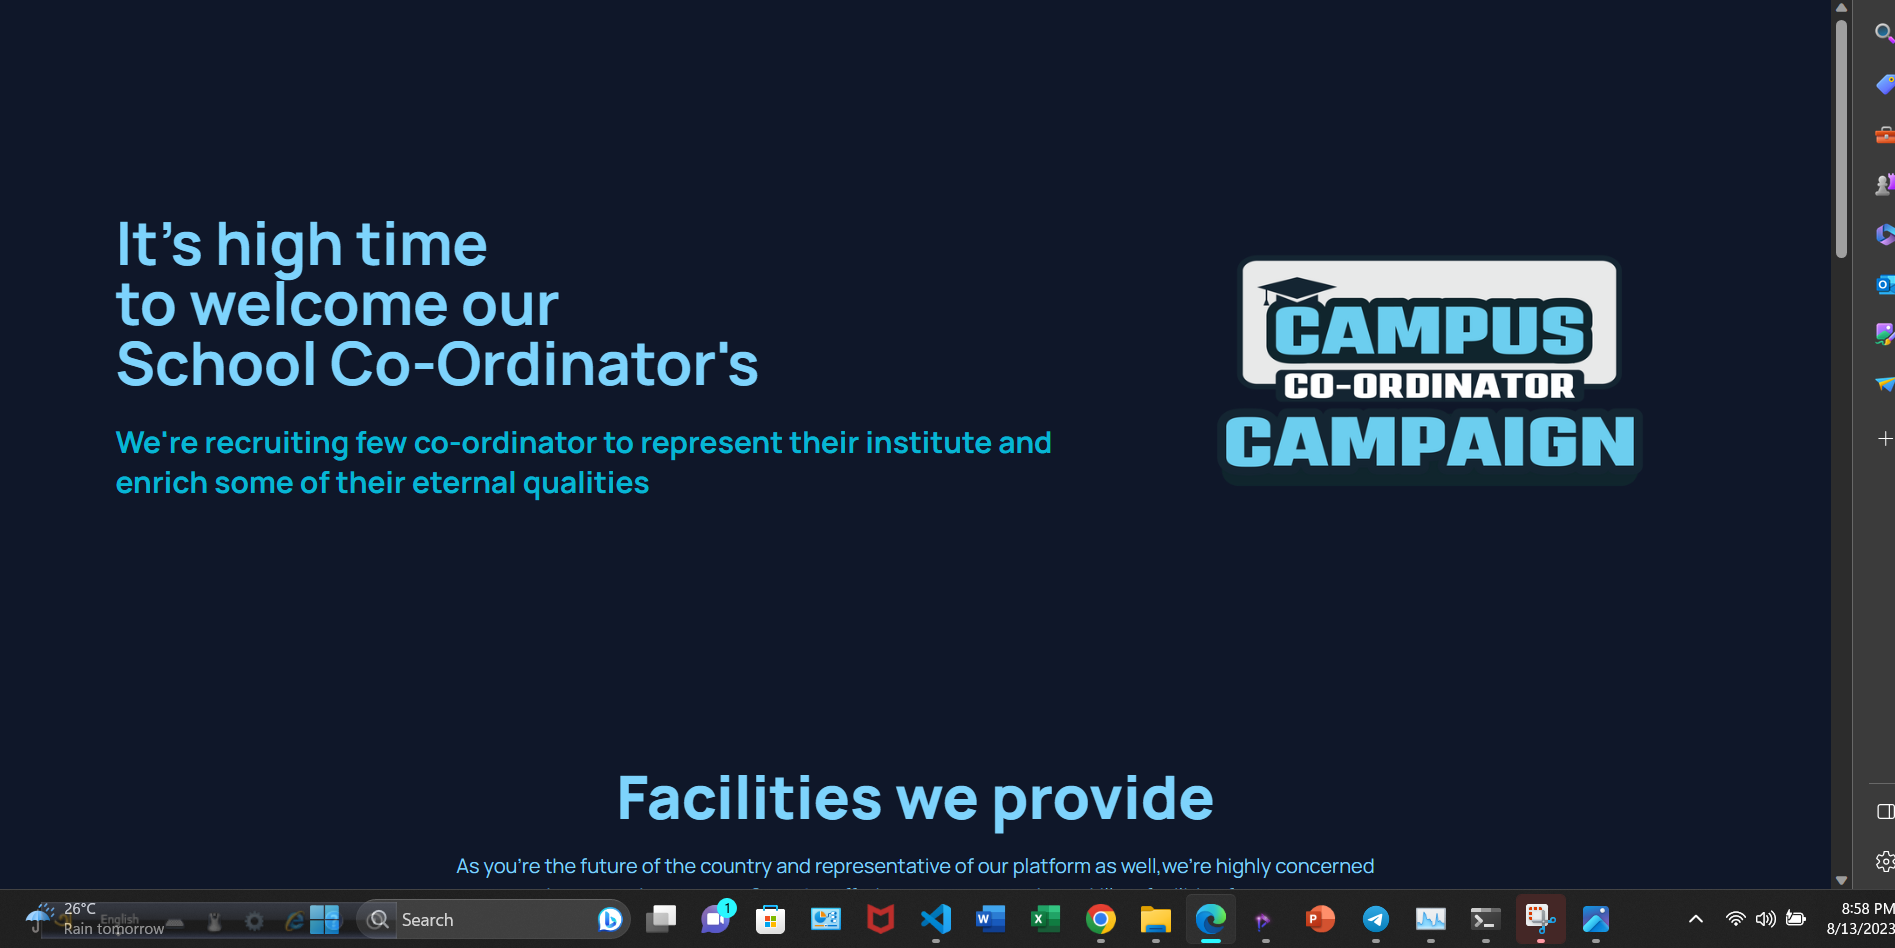 It's high time
to welcome our
School Co-Ordinator's
We're recruiting few co-ordinator to represent their institute and
enrich some of their eternal qualities
CAMPUS
CO-ORDINATOR
CAMPAIGN
Facilities we provide
As you're the future of the country and representative of our platform as well,we're highly concerned
26°C
English
Rain tomorrow
Search
1
8:58 PM
8/13/2023